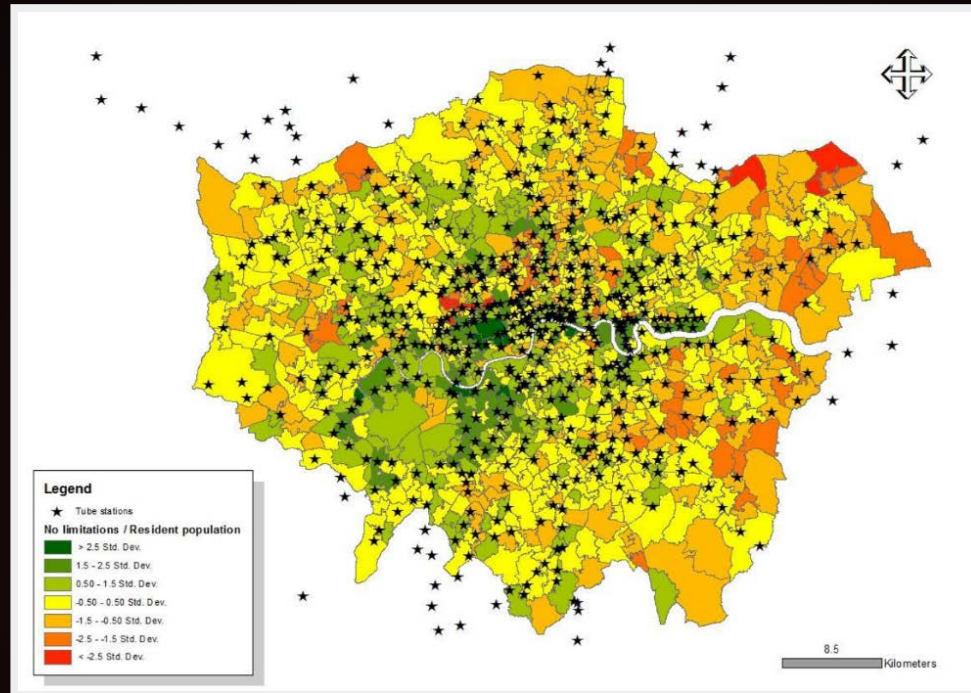 Legend
Tube stations
No limitations / Resident population
> 2.5 Std. Dev.
1.5 - 2.5 Std. Dev.
0.50 - 1.5 Std. Dev.
-0.50 - 0.50 Std. Dev.
-1.5 - -0.50 Std. Dev.
-2.5 - -1.5 Std. Dev.
< -2.5 Std. Dev.
8.5
Kilometers